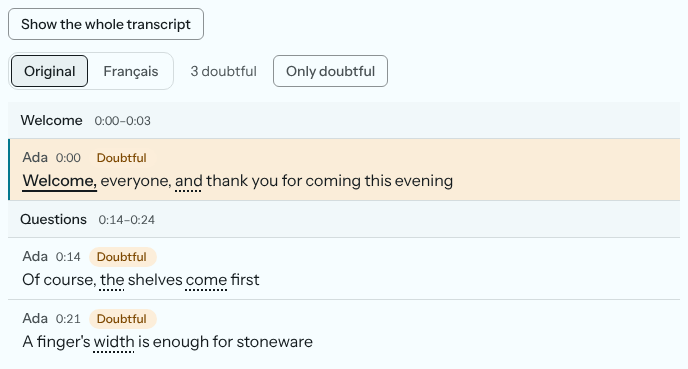 Show the whole transcript
Original Français 3 doubtful Only doubtful
Welcome 0:00–0:03
Ada 0:00 Doubtful
Welcome, everyone, and thank you for coming this evening
Questions 0:14–0:24
Ada 0:14 Doubtful
Of course, the shelves come first
Ada 0:21 Doubtful
A finger's width is enough for stoneware